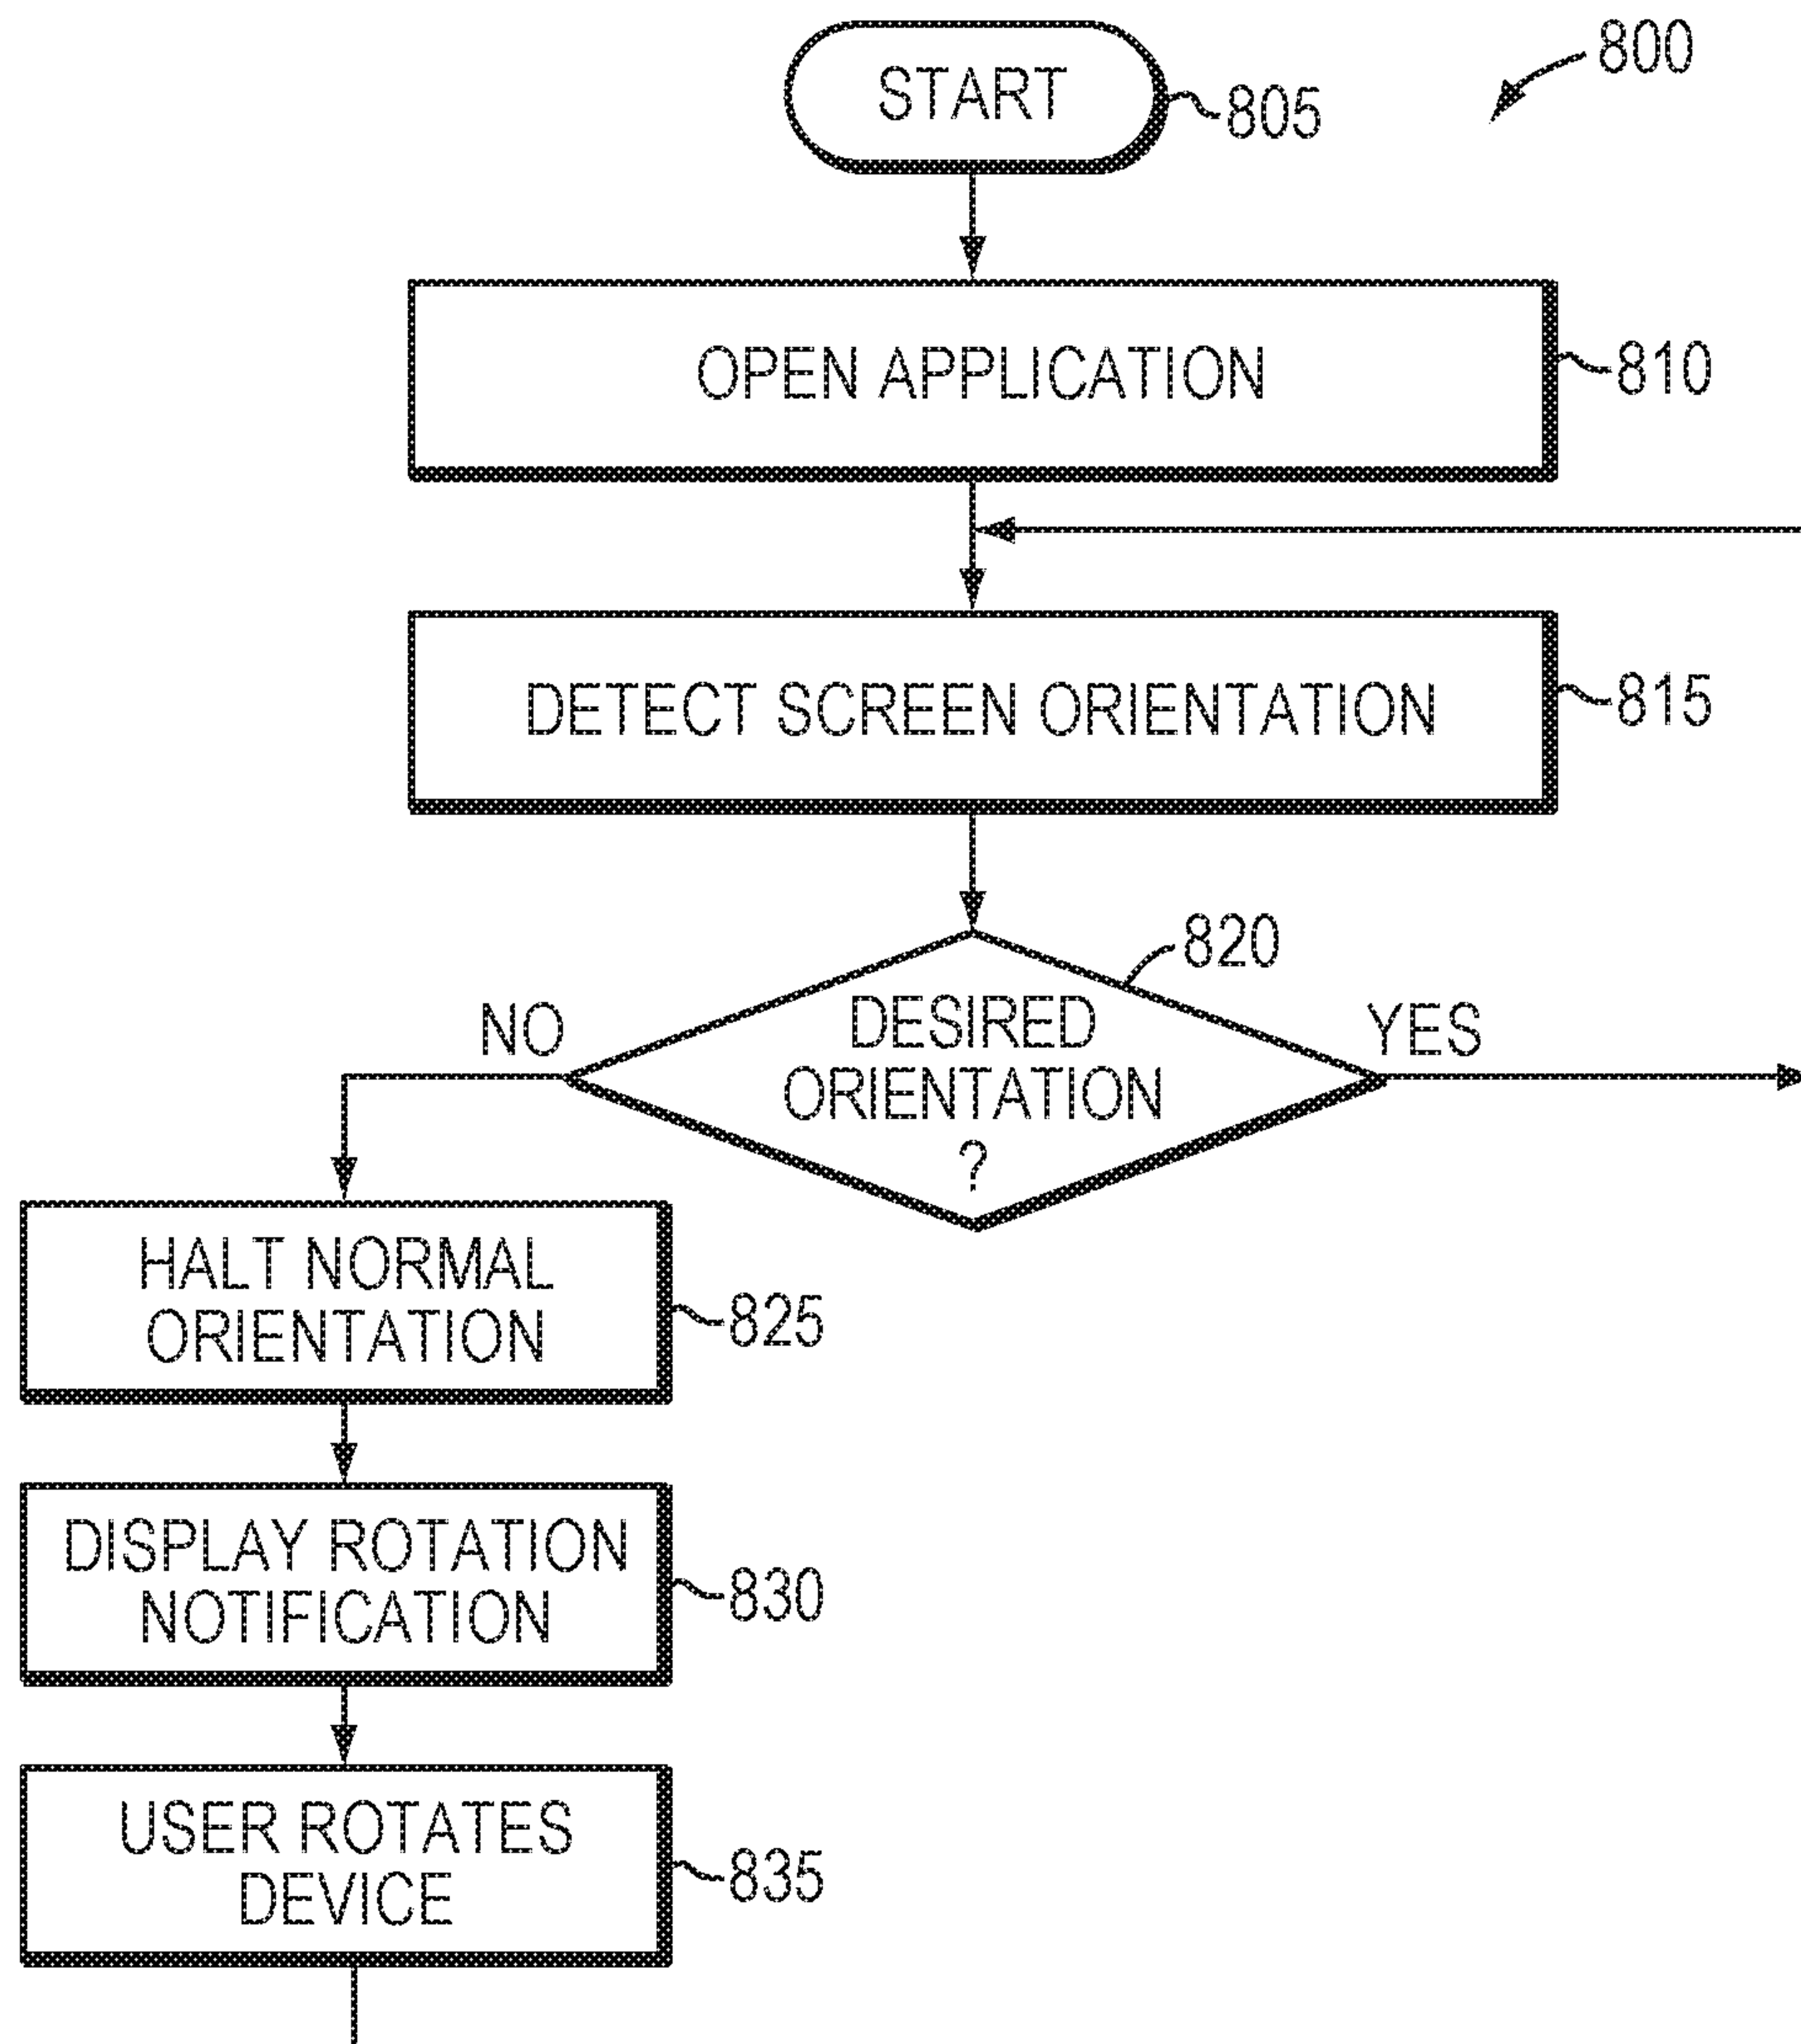 800
START
805
OPEN APPLICATION
810
DETECT SCREEN ORIENTATION
815
820
DESIRED
ORIENTATION
?
NO
YES
HALT NORMAL
ORIENTATION
825
DISPLAY ROTATION
NOTIFICATION
830
USER ROTATES
DEVICE
835